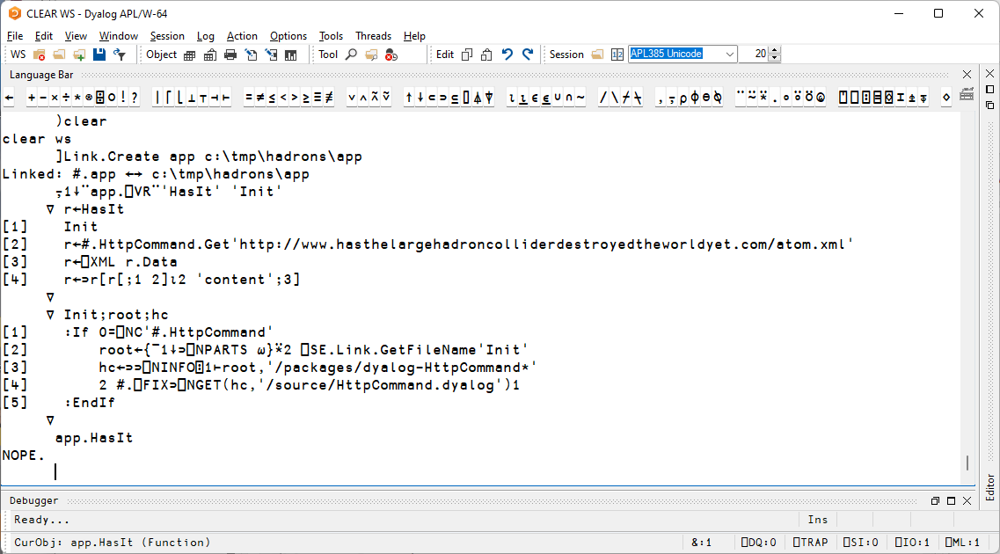 CLEAR WS - Dyalog APL/W-64
File Edit View Window Session Log Action Options Tools Threads Help
WS Object Tool Edit Session APL385 Unicode 20
Language Bar
← +-×÷*⍟⌹○!? |⌈⌊⊥⊤⊣⊢ =≠≤<>≥≡≢ ∨∧⍲⍱ ↑↓⊂⊃⊆⌷⍋⍒ ⍳⍸∊⍷∪∩~ /\⌿⍀ ,⍪⍴⌽⊖⍉ ¨⍨⍣.∘⍤⍥@ ⍞⎕⍠⌸⌺⌶⍎⍕ ⋄
)clear
clear ws
]Link.Create app c:\tmp\hadrons\app
Linked: #.app ←→ c:\tmp\hadrons\app
⍪1↓¨app.⎕VR¨'HasIt' 'Init'
∇ r←HasIt
[1] Init
[2] r←#.HttpCommand.Get'http://www.hasthelargehadroncolliderdestroyedtheworldyet.com/atom.xml'
[3] r←⎕XML r.Data
[4] r←⊃r[r[;1 2]⍳2 'content';3]
∇
∇ Init;root;hc
[1] :If 0=⎕NC'#.HttpCommand'
[2] root←{¯1↓⊃⎕NPARTS ⍵}⍣2 ⎕SE.Link.GetFileName'Init'
[3] hc←⊃⊃⎕NINFO⍠1⊢root,'/packages/dyalog-HttpCommand*'
[4] 2 #.⎕FIX⊃⎕NGET(hc,'/source/HttpCommand.dyalog')1
[5] :EndIf
∇
app.HasIt
NOPE.
Editor
Debugger
Ready... Ins
CurObj: app.HasIt (Function) &:1 ⎕DQ:0 ⎕TRAP ⎕SI:0 ⎕IO:1 ⎕ML:1